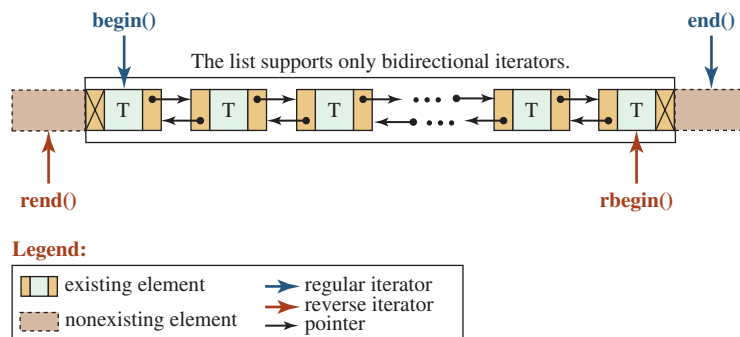 begin()
end()
The list supports only bidirectional iterators.
T T T T T
rend()
rbegin()
Legend:
existing element
regular iterator
reverse iterator
nonexisting element
pointer